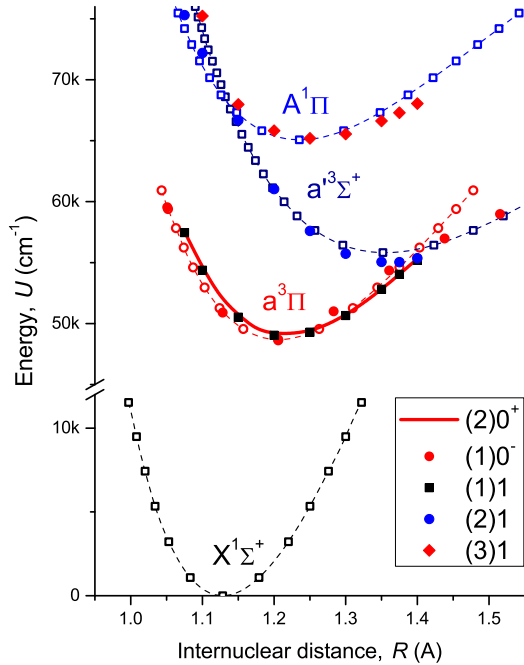 70k
60k
50k
10k
0
Energy, U (cm⁻¹)
A¹Π
a'³Σ⁺
a³Π
X¹Σ⁺
(2)0⁺
(1)0⁻
(1)1
(2)1
(3)1
1.0 1.1 1.2 1.3 1.4 1.5
Internuclear distance, R (A)